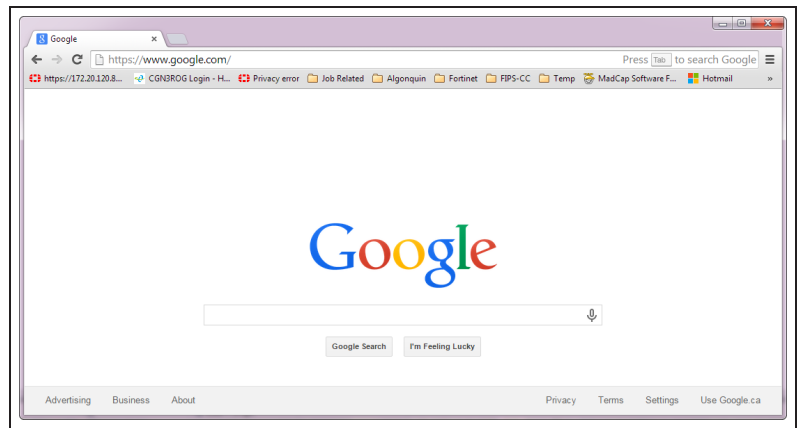 Google
https://www.google.com/
Press Tab to search Google
https://172.20.120.8... CGN3ROG Login - H... Privacy error Job Related Algonquin Fortinet FIPS-CC Temp MadCap Software F... Hotmail »
Google
Google Search I'm Feeling Lucky
Advertising Business About Privacy Terms Settings Use Google.ca